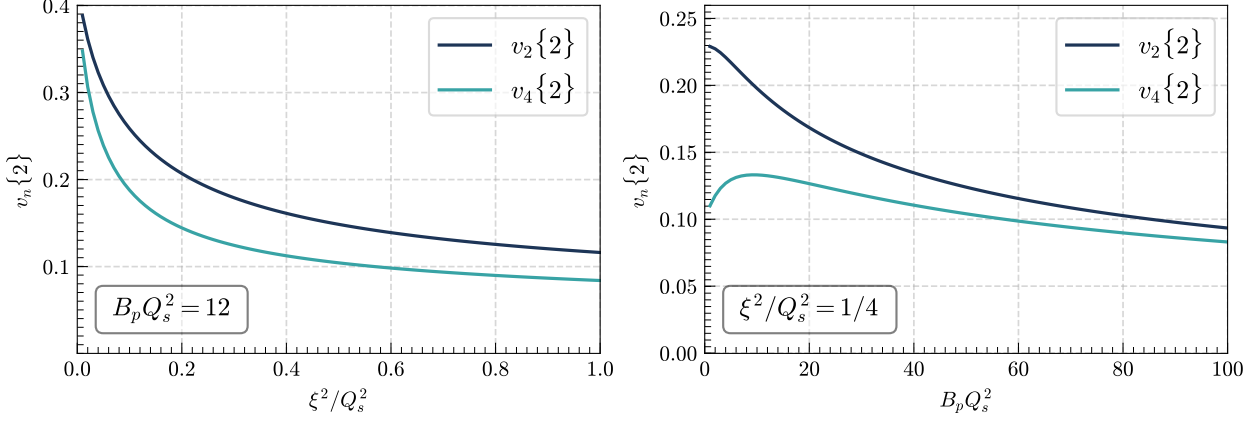 0.4
0.3
0.2
0.1
v_n{2}
v_2{2}
v_4{2}
B_pQ_s^2 = 12
0.0 0.2 0.4 0.6 0.8 1.0
ξ^2/Q_s^2
0.25
0.20
0.15
0.10
0.05
0.00
v_n{2}
v_2{2}
v_4{2}
ξ^2/Q_s^2 = 1/4
0 20 40 60 80 100
B_pQ_s^2